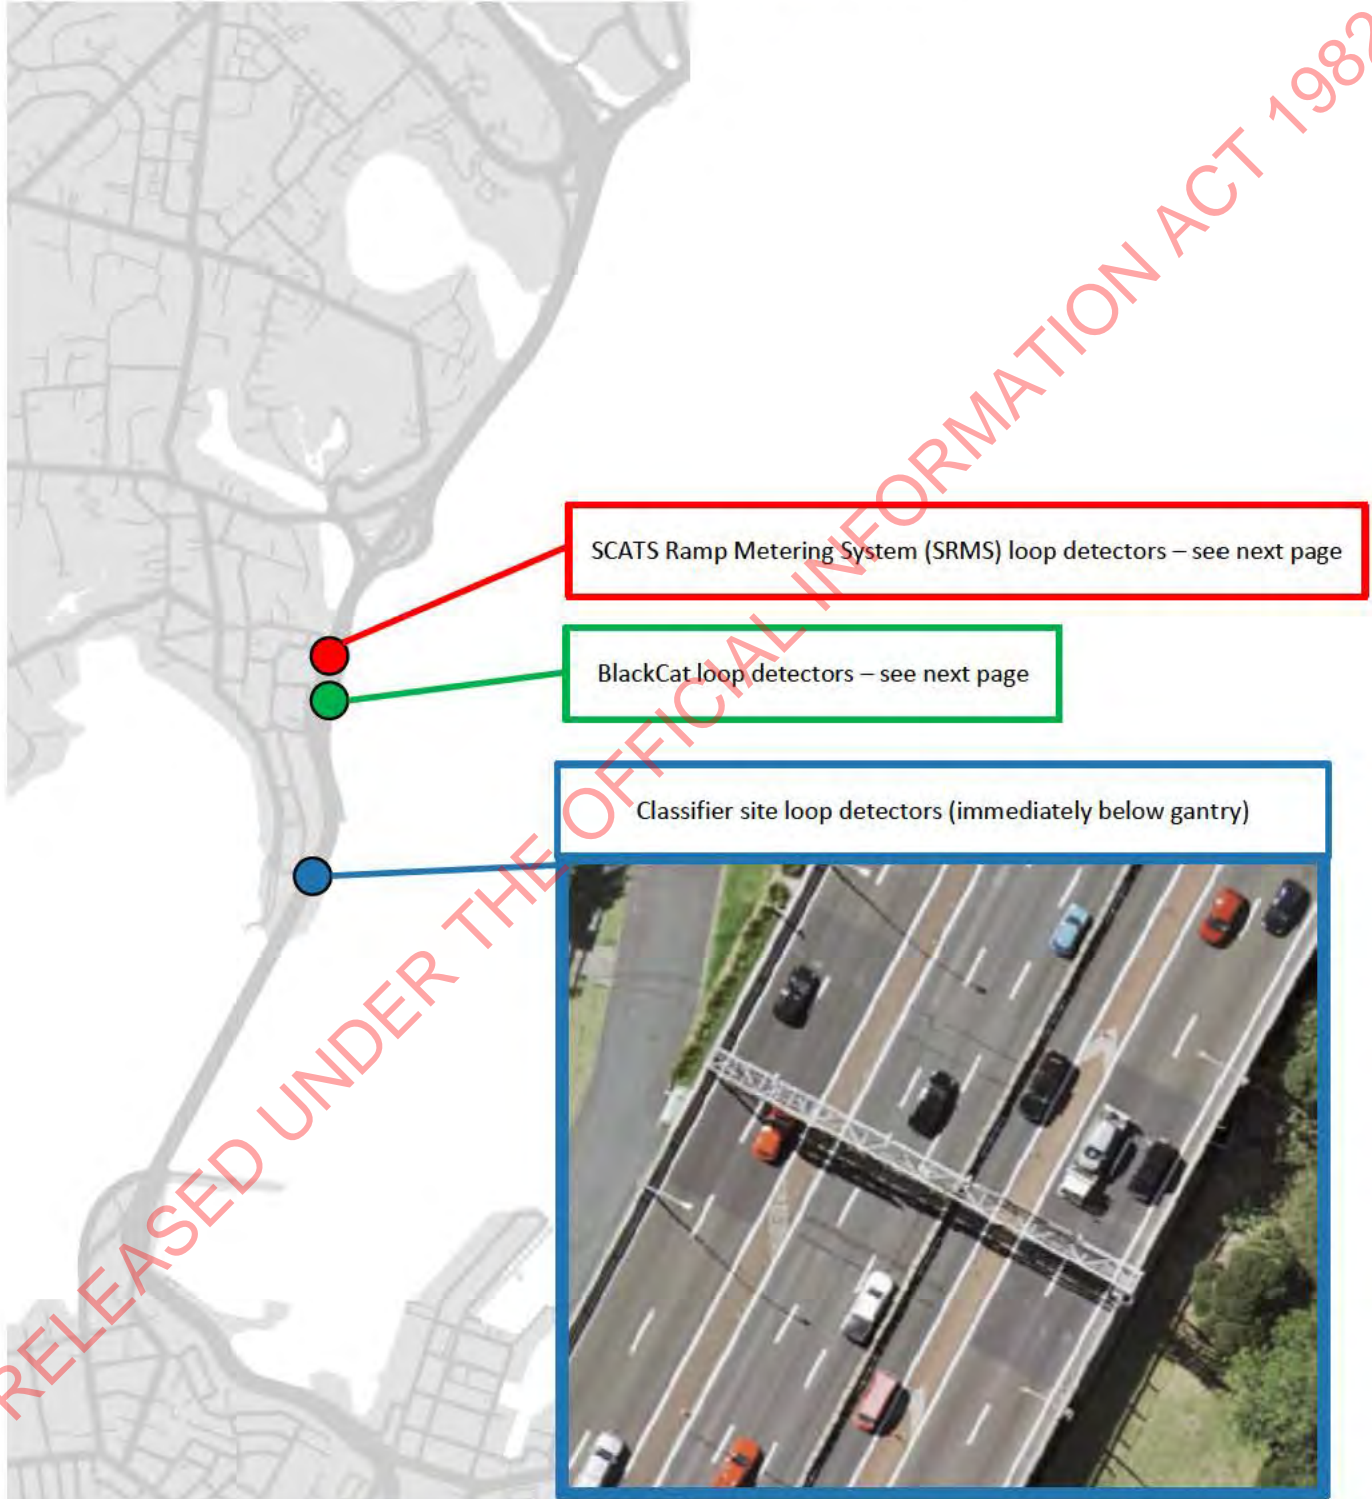 SCATS Ramp Metering System (SRMS) loop detectors – see next page
BlackCat loop detectors – see next page
Classifier site loop detectors (immediately below gantry)
RELEASED UNDER THE OFFICIAL INFORMATION ACT 1982